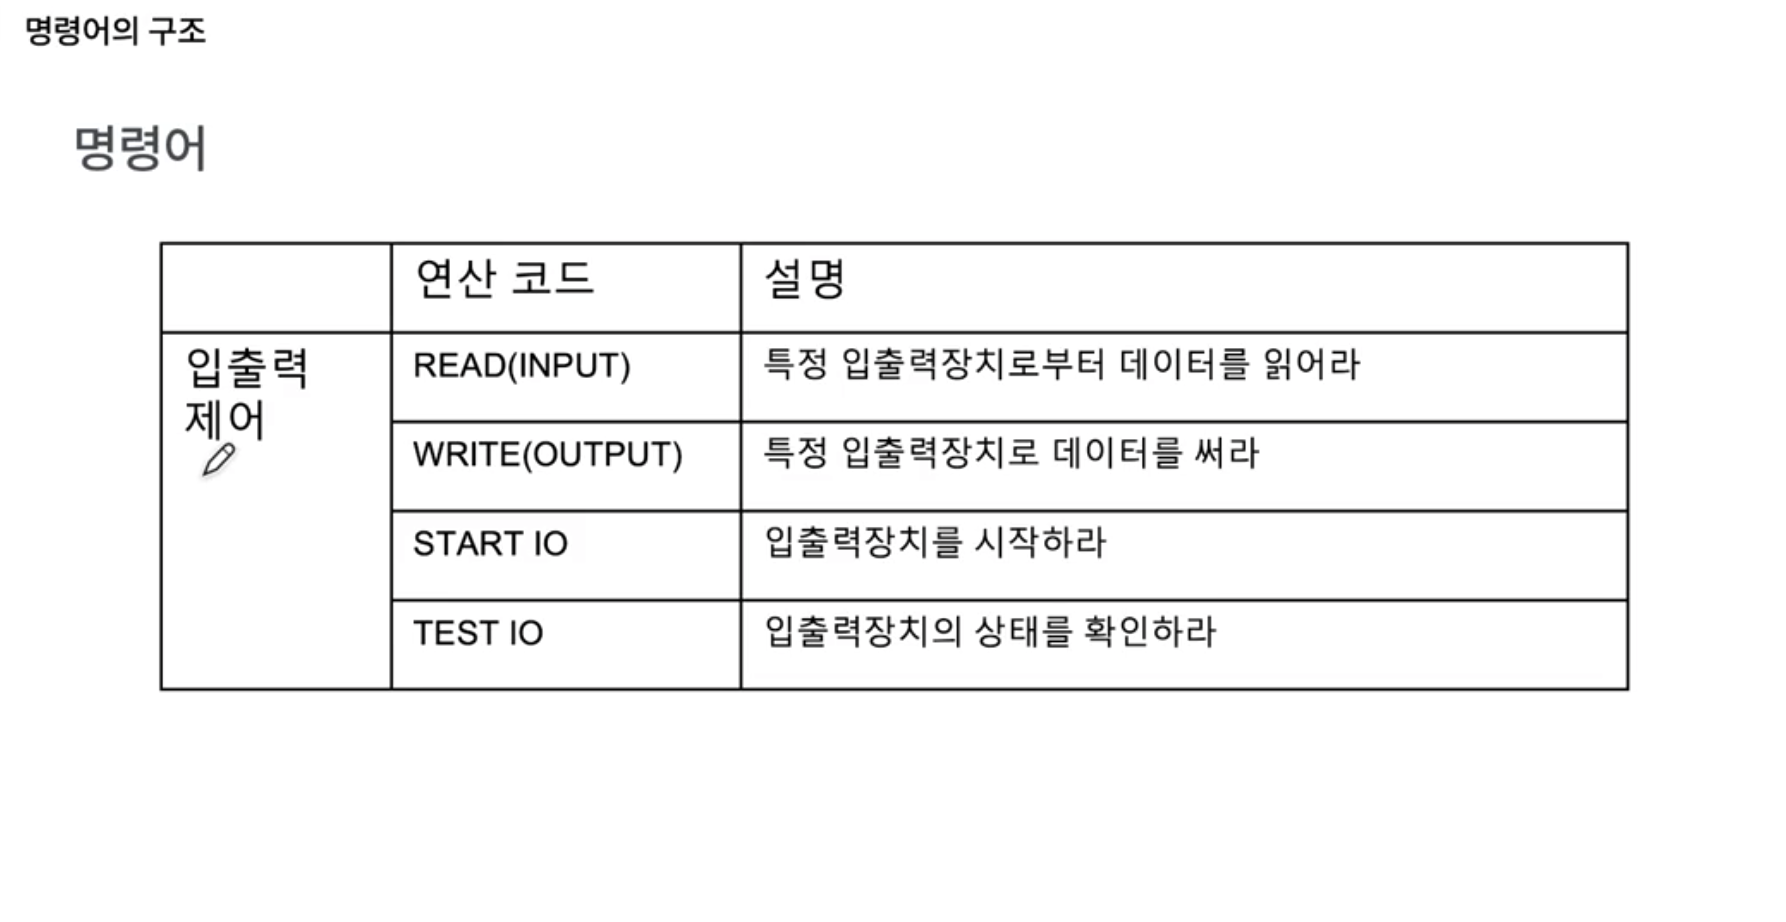 명령어의 구조
명령어
연산 코드 설명
입출력
제어
READ(INPUT) 특정 입출력장치로부터 데이터를 읽어라
WRITE(OUTPUT) 특정 입출력장치로 데이터를 써라
START IO 입출력장치를 시작하라
TEST IO 입출력장치의 상태를 확인하라